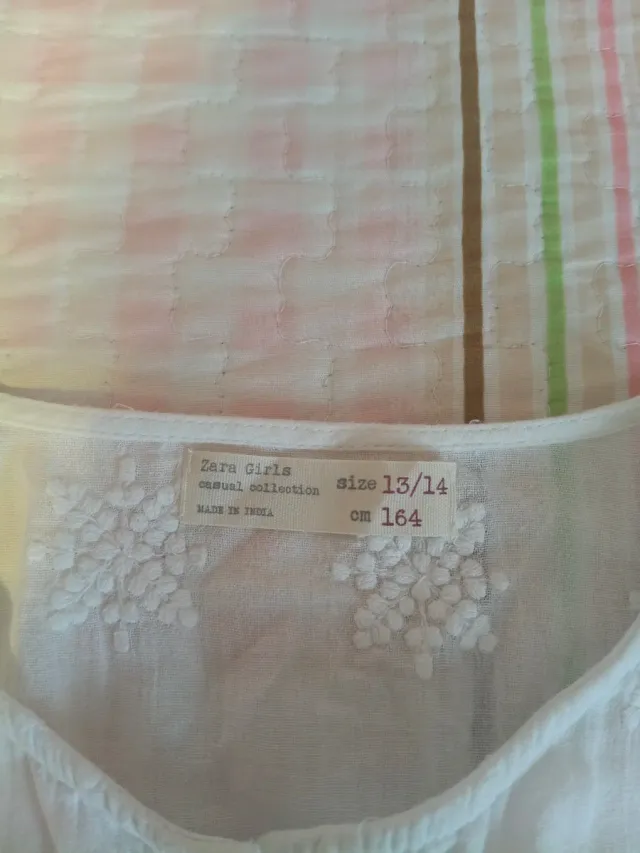 Zara Girls
casual collection
MADE IN INDIA
size 13/14
cm 164